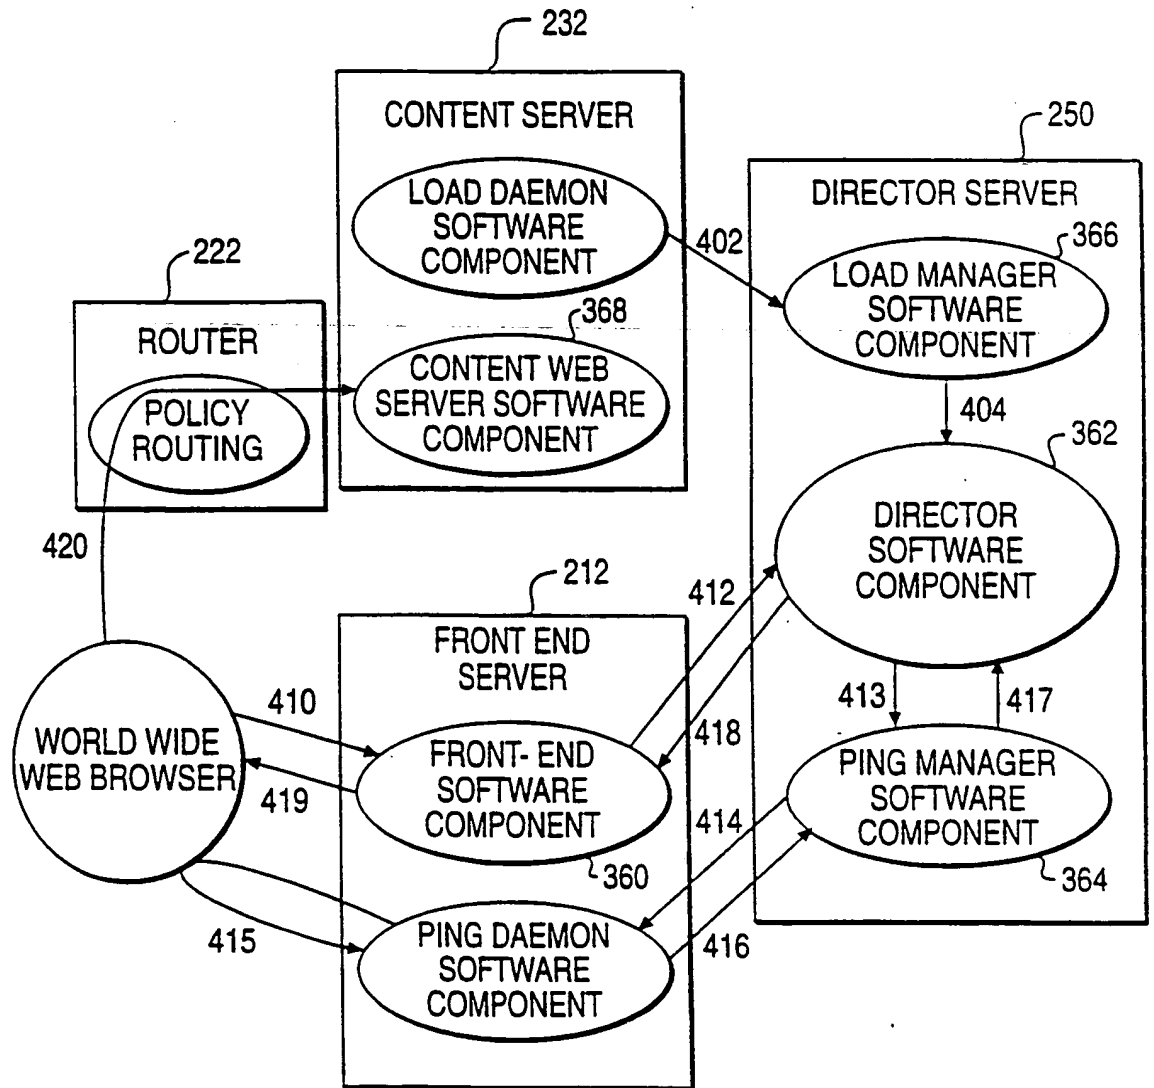 232
CONTENT SERVER
LOAD DAEMON
SOFTWARE
COMPONENT
368
CONTENT WEB
SERVER SOFTWARE
COMPONENT
222
ROUTER
POLICY
ROUTING
420
402
250
DIRECTOR SERVER
366
LOAD MANAGER
SOFTWARE
COMPONENT
404
362
DIRECTOR
SOFTWARE
COMPONENT
413
417
PING MANAGER
SOFTWARE
COMPONENT
364
212
FRONT END
SERVER
412
418
410
419
FRONT- END
SOFTWARE
COMPONENT
360
WORLD WIDE
WEB BROWSER
414
415
416
PING DAEMON
SOFTWARE
COMPONENT